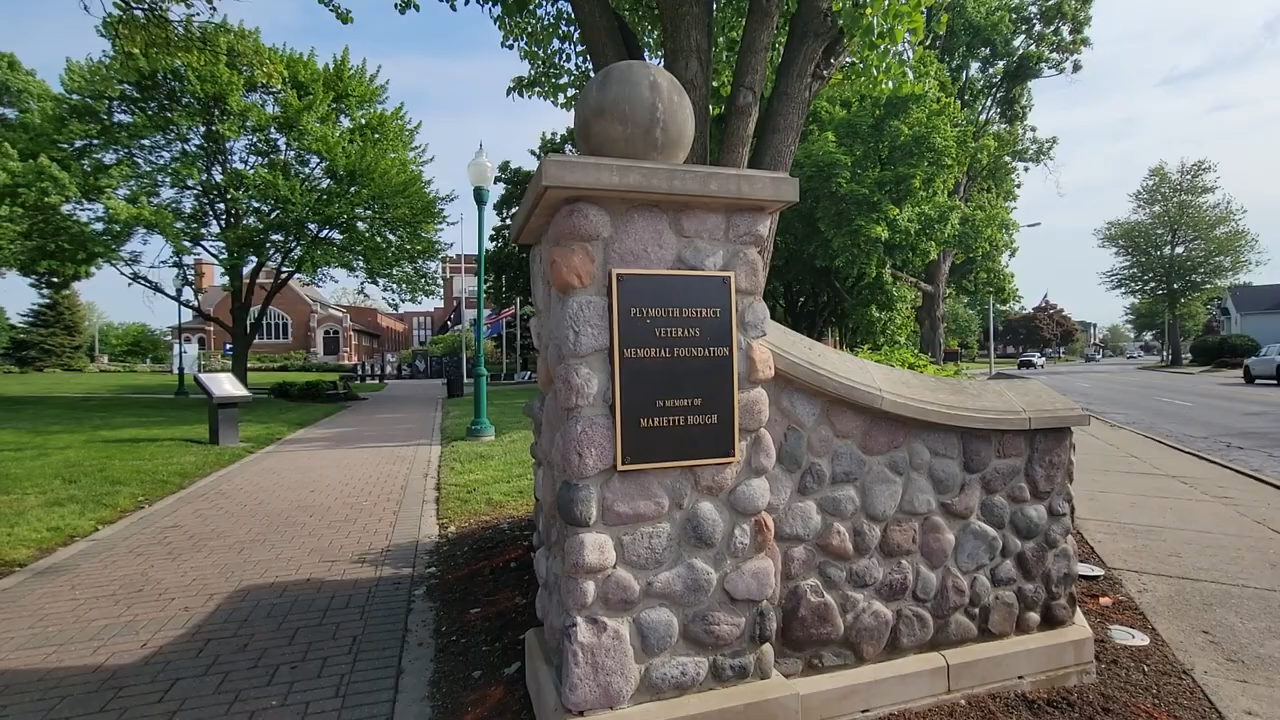 PLYMOUTH DISTRICT
VETERANS
MEMORIAL FOUNDATION
IN MEMORY OF
MARIETTE HOUGH